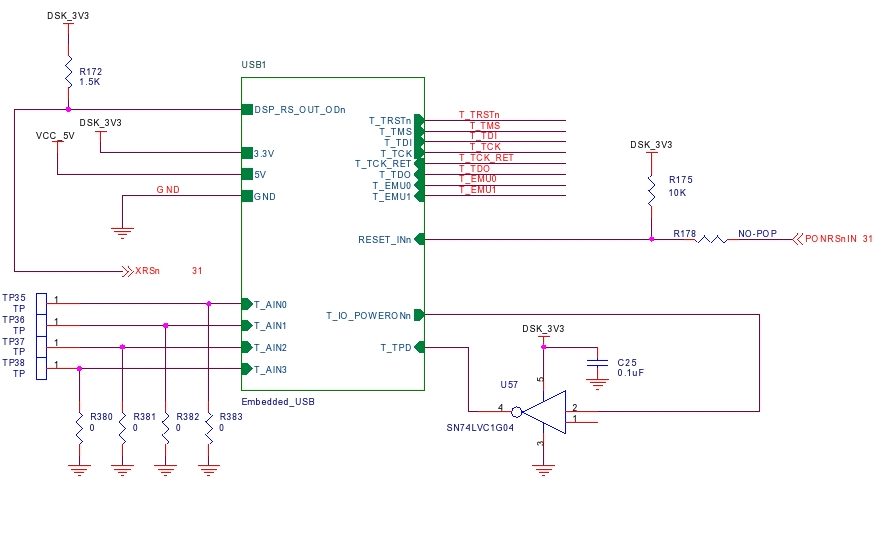 DSK_3V3
R172
1.5K
USB1
DSP_RS_OUT_ODn
DSK_3V3
VCC_5V
3.3V
5V
GND
GND
T_TRSTn
T_TRSTn
T_TMS
T_TMS
T_TDI
T_TDI
T_TCK
T_TCK
T_TCK_RET
T_TCK_RET
T_TDO
T_TDO
T_EMU0
T_EMU0
T_EMU1
T_EMU1
DSK_3V3
R175
10K
RESET_INn
R178
NO-POP
PONRSnIN 31
XRSn 31
TP35
TP
1
T_AIN0
TP36
TP
1
T_AIN1
TP37
TP
1
T_AIN2
TP38
TP
1
T_AIN3
T_IO_POWERONn
T_TPD
DSK_3V3
C25
0.1uF
Embedded_USB
U57
5
4
2
1
3
SN74LVC1G04
R380
0
R381
0
R382
0
R383
0